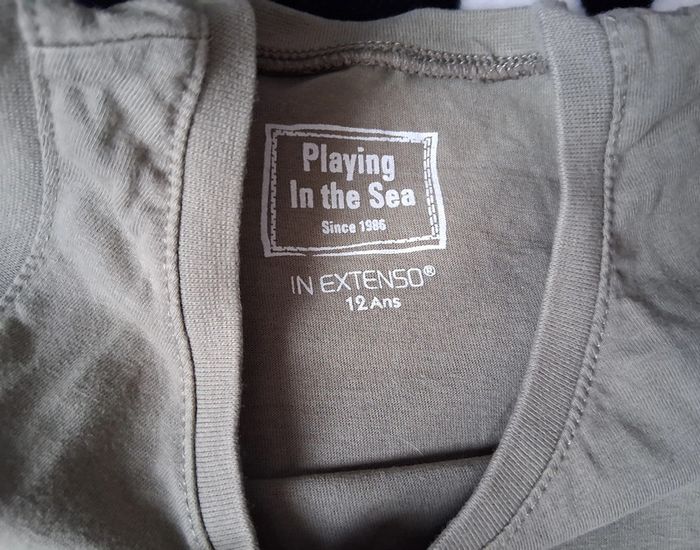 Playing
In the Sea
Since 1986
IN EXTENSO®
12 Ans